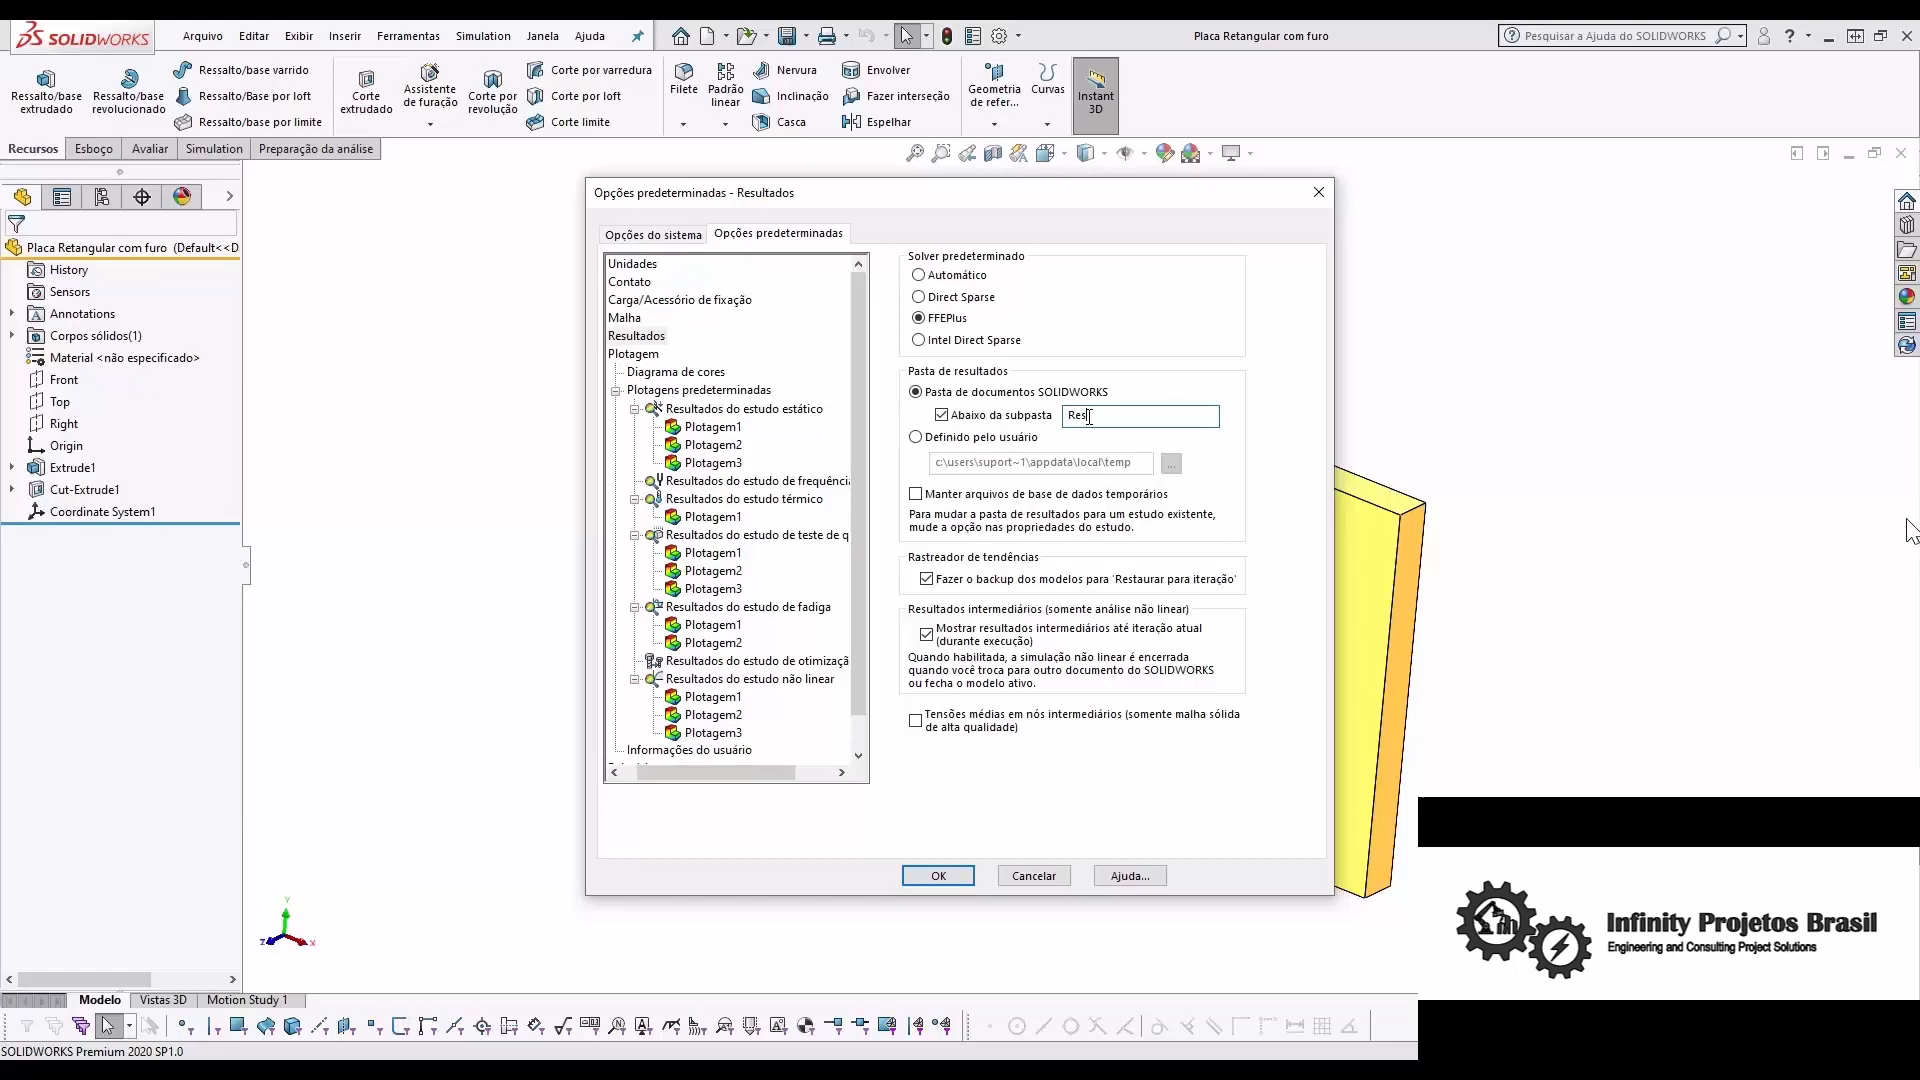 SOLIDWORKS
Arquivo Editar Exibir Inserir Ferramentas Simulation Janela Ajuda
Placa Retangular com furo
Pesquisar a Ajuda do SOLIDWORKS
Ressalto/base extrudado
Ressalto/base revolucionado
Ressalto/base varrido
Ressalto/Base por loft
Ressalto/base por limite
Corte extrudado
Assistente de furação
Corte por revolução
Corte por varredura
Corte por loft
Corte limite
Filete
Padrão linear
Nervura
Inclinação
Casca
Envolver
Fazer interseção
Espelhar
Geometria de refer...
Curvas
Instant 3D
Recursos Esboço Avaliar Simulation Preparação da análise
Placa Retangular com furo (Default<<D
History
Sensors
Annotations
Corpos sólidos(1)
Material <não especificado>
Front
Top
Right
Origin
Extrude1
Cut-Extrude1
Coordinate System1
Opções predeterminadas - Resultados
Opções do sistema
Opções predeterminadas
Unidades
Contato
Carga/Acessório de fixação
Malha
Resultados
Plotagem
Diagrama de cores
Plotagens predeterminadas
Resultados do estudo estático
Plotagem1
Plotagem2
Plotagem3
Resultados do estudo de frequênci
Resultados do estudo térmico
Plotagem1
Resultados do estudo de teste de q
Plotagem1
Plotagem2
Plotagem3
Resultados do estudo de fadiga
Plotagem1
Plotagem2
Resultados do estudo de otimizaçã
Resultados do estudo não linear
Plotagem1
Plotagem2
Plotagem3
Informações do usuário
Solver predeterminado
Automático
Direct Sparse
FFEPlus
Intel Direct Sparse
Pasta de resultados
Pasta de documentos SOLIDWORKS
Abaixo da subpasta Res
Definido pelo usuário
c:\users\suport~1\appdata\local\temp
...
Manter arquivos de base de dados temporários
Para mudar a pasta de resultados para um estudo existente,
mude a opção nas propriedades do estudo.
Rastreador de tendências
Fazer o backup dos modelos para 'Restaurar para iteração'
Resultados intermediários (somente análise não linear)
Mostrar resultados intermediários até iteração atual
(durante execução)
Quando habilitada, a simulação não linear é encerrada
quando você troca para outro documento do SOLIDWORKS
ou fecha o modelo ativo.
Tensões médias em nós intermediários (somente malha sólida
de alta qualidade)
OK
Cancelar
Ajuda...
Y
Z
X
Modelo Vistas 3D Motion Study 1
SOLIDWORKS Premium 2020 SP1.0
Infinity Projetos Brasil
Engineering and Consulting Project Solutions